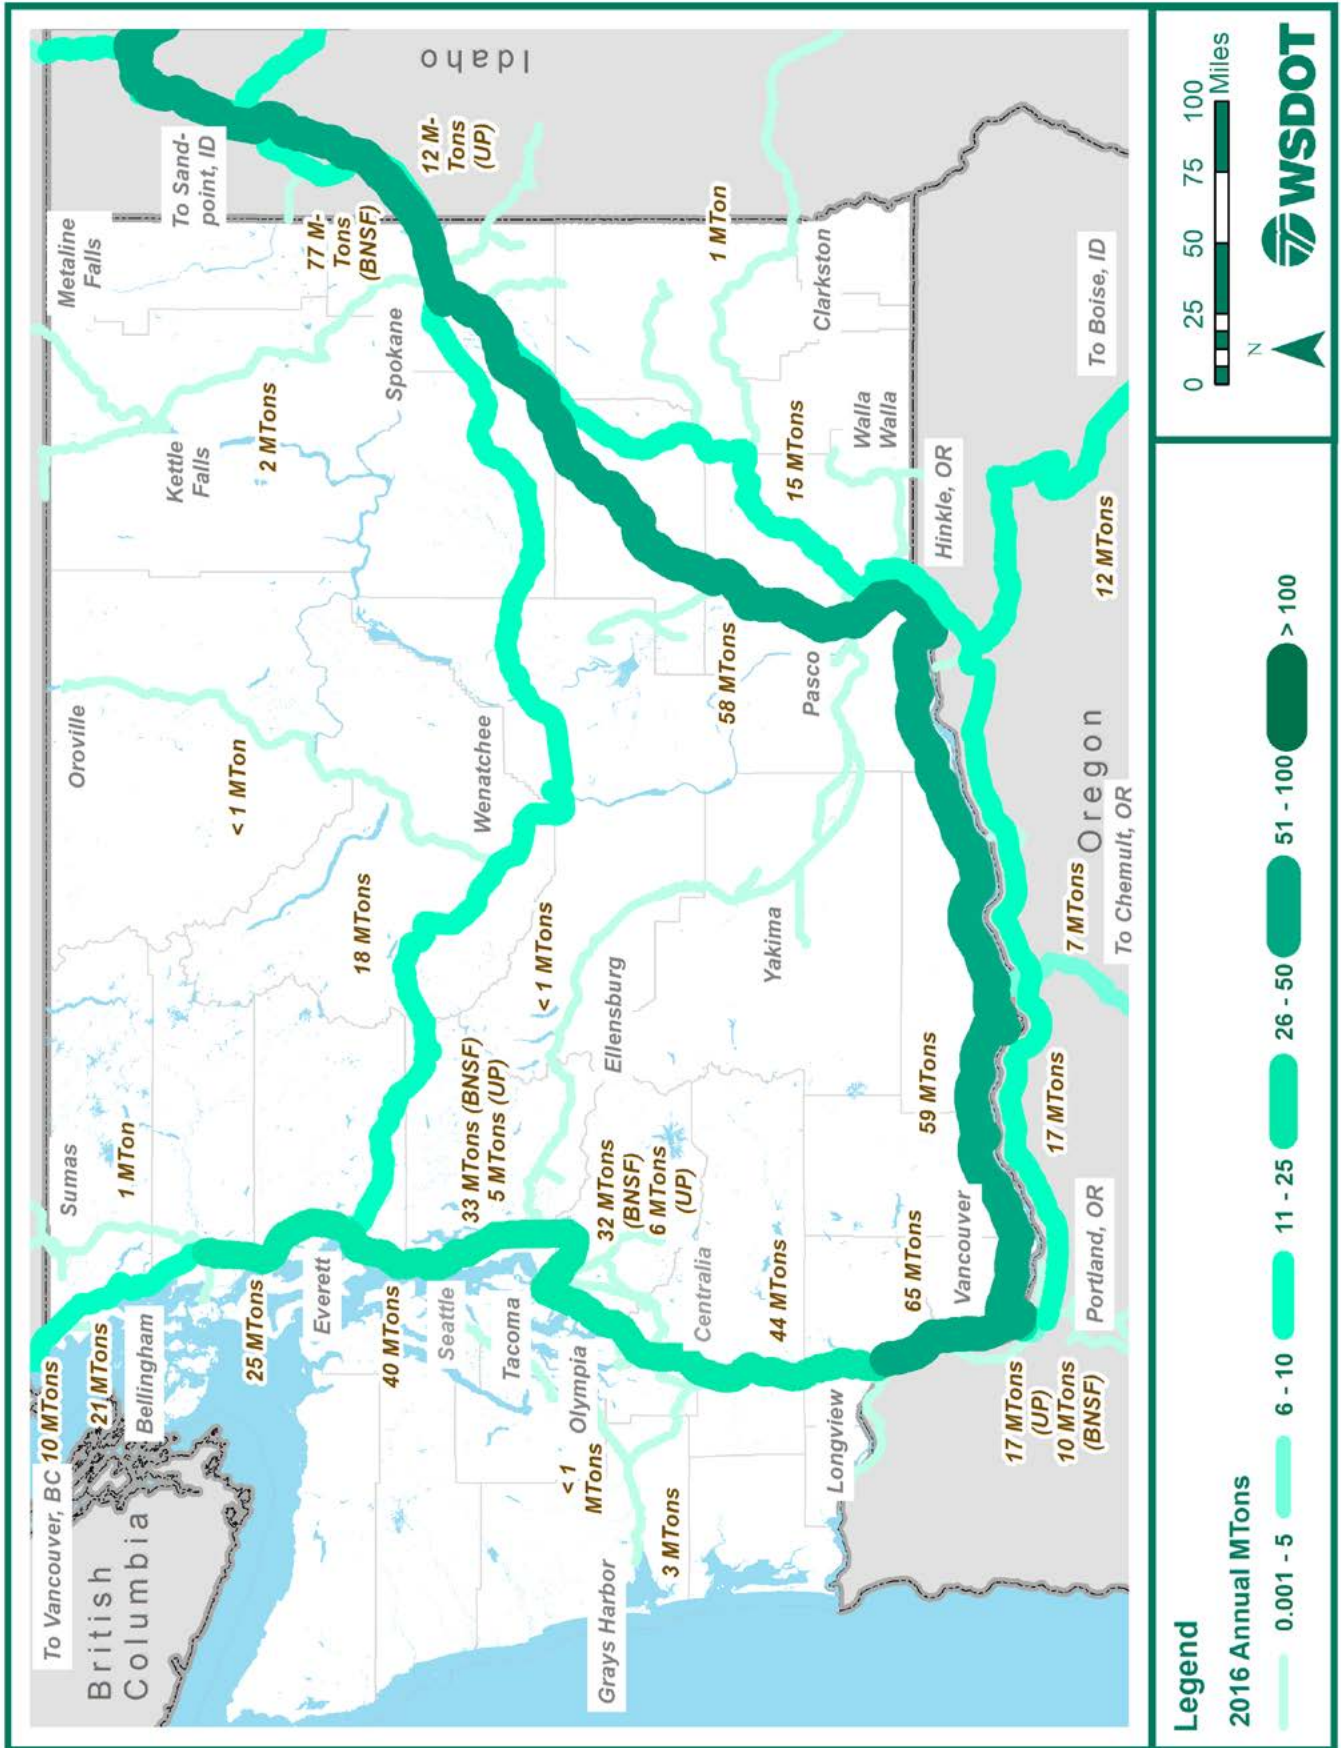 To Vancouver, BC
10 MTons
British
Columbia
21 MTons
Bellingham
Sumas
1 MTon
Oroville
< 1 MTon
Kettle
Falls
2 MTons
Metaline
Falls
To Sand-
point, ID
77 M-
Tons
(BNSF)
12 M-
Tons
(UP)
Idaho
25 MTons
Everett
18 MTons
Spokane
40 MTons
Seattle
33 MTons (BNSF)
5 MTons (UP)
Wenatchee
Tacoma
< 1 MTons
Olympia
< 1
MTons
32 MTons
(BNSF)
6 MTons
(UP)
Ellensburg
Grays Harbor
3 MTons
Centralia
44 MTons
Yakima
58 MTons
Pasco
15 MTons
1 MTon
Clarkston
Walla
Walla
Longview
65 MTons
59 MTons
Vancouver
Hinkle, OR
17 MTons
(UP)
10 MTons
(BNSF)
Portland, OR
17 MTons
7 MTons
Oregon
To Chemult, OR
12 MTons
To Boise, ID
Legend
2016 Annual MTons
0.001 - 5
6 - 10
11 - 25
26 - 50
51 - 100
> 100
0 25 50 75 100
Miles
N
WSDOT